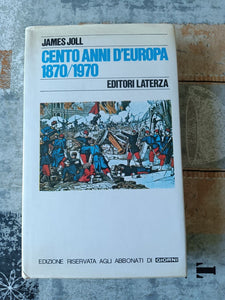 JAMES JOLL
CENTO ANNI D'EUROPA
1870/1970
EDITORI LATERZA
EDIZIONE RISERVATA AGLI ABBONATI DI GIORNI